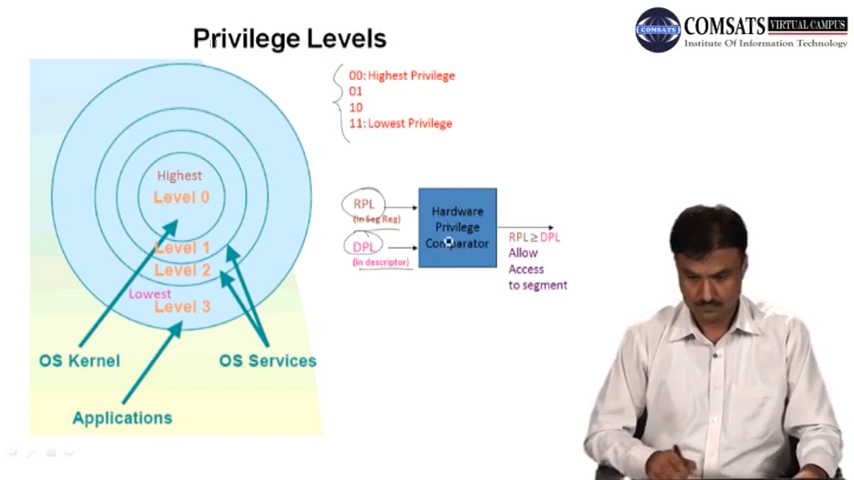 COMSATS VIRTUAL CAMPUS
COMSATS
Institute Of Information Technology
Privilege Levels
00: Highest Privilege
01
10
11: Lowest Privilege
Highest
Level 0
Level 1
Level 2
Lowest
Level 3
OS Kernel
OS Services
Applications
RPL
(in Seg Reg)
DPL
(in descriptor)
Hardware
Privilege
Comparator
RPL ≥ DPL
Allow
Access
to segment